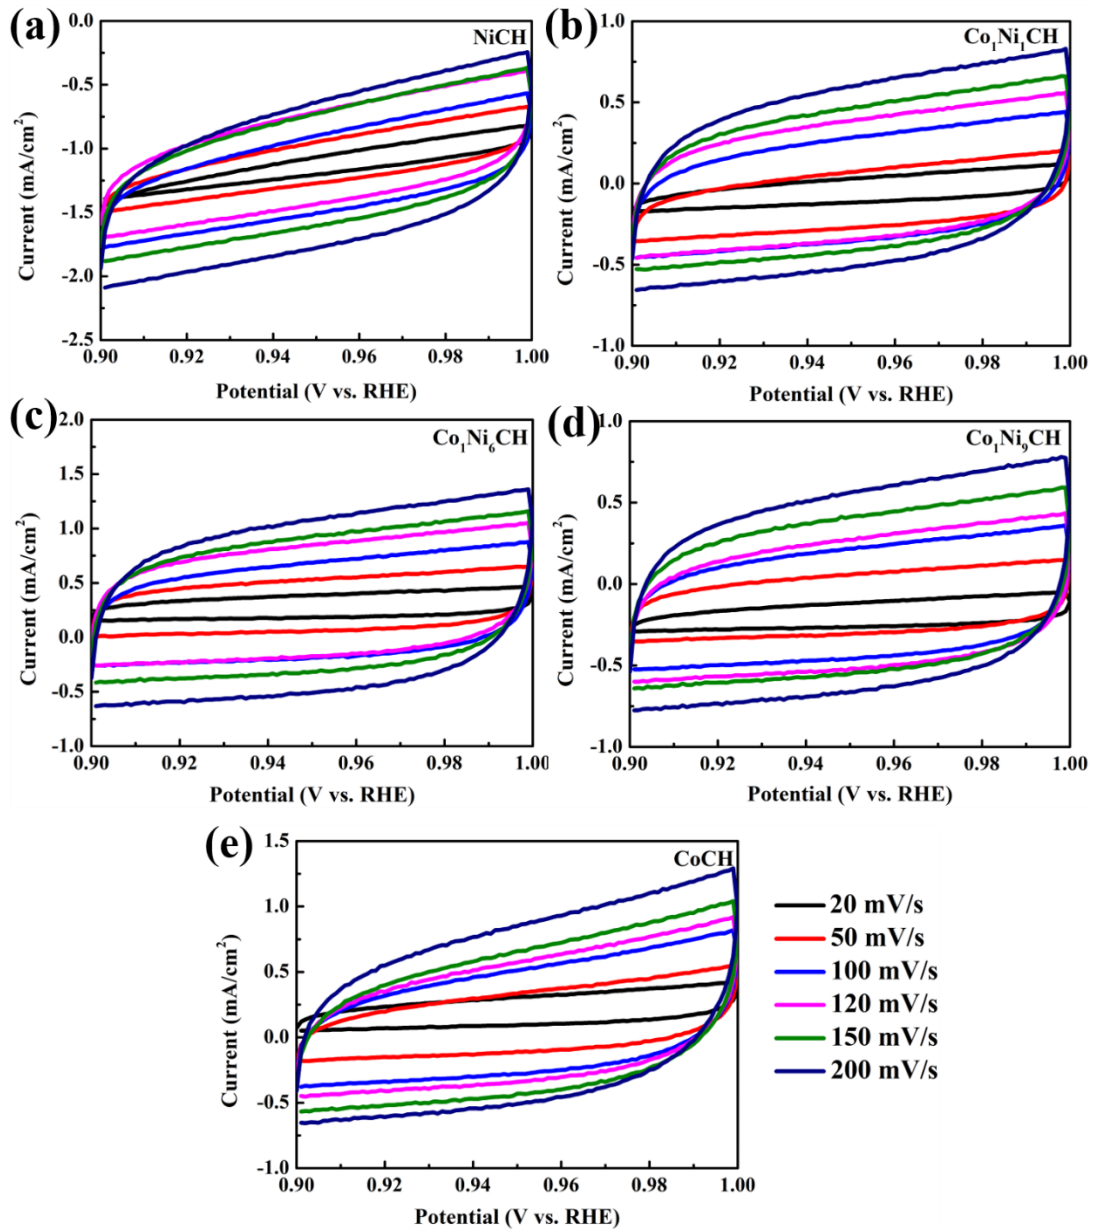 (a)
NiCH
0.0
-0.5
-1.0
-1.5
-2.0
-2.5
Current (mA/cm²)
0.90 0.92 0.94 0.96 0.98 1.00
Potential (V vs. RHE)
(b)
Co₁Ni₁CH
1.0
0.5
0.0
-0.5
-1.0
Current (mA/cm²)
0.90 0.92 0.94 0.96 0.98 1.00
Potential (V vs. RHE)
(c)
Co₁Ni₆CH
2.0
1.5
1.0
0.5
0.0
-0.5
-1.0
Current (mA/cm²)
0.90 0.92 0.94 0.96 0.98 1.00
Potential (V vs. RHE)
(d)
Co₁Ni₉CH
1.0
0.5
0.0
-0.5
-1.0
Current (mA/cm²)
0.90 0.92 0.94 0.96 0.98 1.00
Potential (V vs. RHE)
(e)
CoCH
1.5
1.0
0.5
0.0
-0.5
-1.0
Current (mA/cm²)
0.90 0.92 0.94 0.96 0.98 1.00
Potential (V vs. RHE)
20 mV/s
50 mV/s
100 mV/s
120 mV/s
150 mV/s
200 mV/s